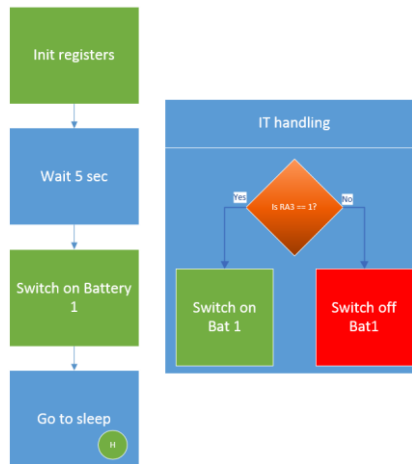 Init registers
Wait 5 sec
Switch on Battery
1
Go to sleep
H
IT handling
Is RA3 == 1?
Yes
No
Switch on
Bat 1
Switch off
Bat1